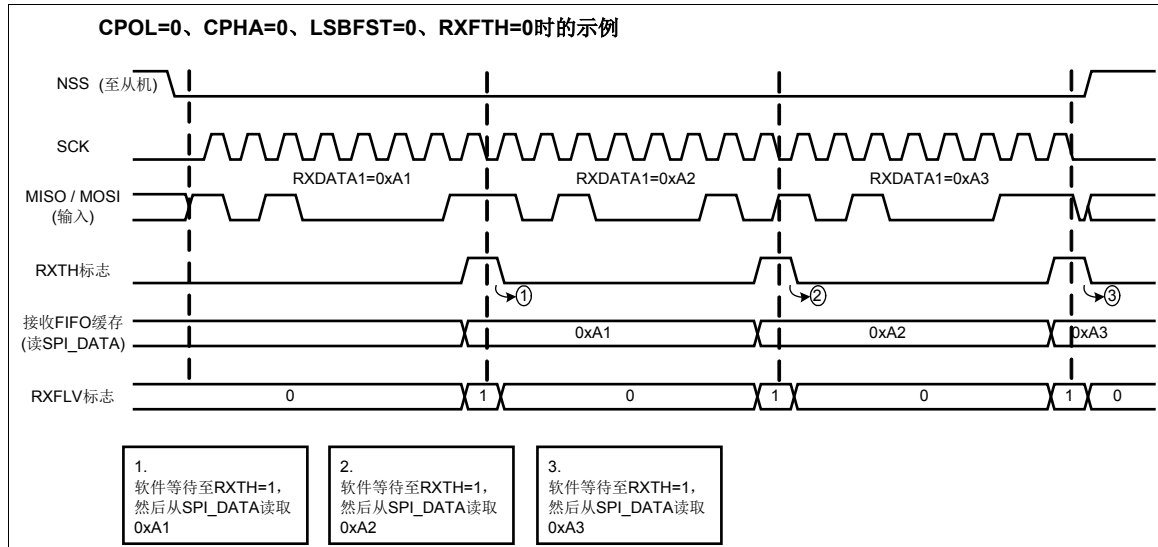 CPOL=0、CPHA=0、LSBFST=0、RXFTH=0时的示例
NSS (至从机)
SCK
RXDATA1=0xA1
RXDATA1=0xA2
RXDATA1=0xA3
MISO / MOSI
(输入)
RXTH标志
①
②
③
接收FIFO缓存
(读SPI_DATA)
0xA1
0xA2
0xA3
RXFLV标志
0
1
0
1
0
1
0
1.
软件等待至RXTH=1,
然后从SPI_DATA读取
0xA1
2.
软件等待至RXTH=1,
然后从SPI_DATA读取
0xA2
3.
软件等待至RXTH=1,
然后从SPI_DATA读取
0xA3